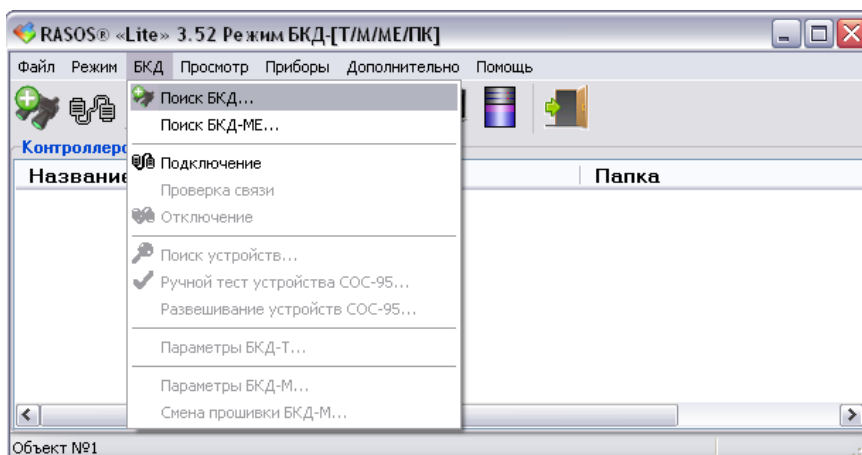 RASOS® «Lite» 3.52 Режим БКД-[Т/М/МЕ/ПК]
Файл Режим БКД Просмотр Приборы Дополнительно Помощь
Поиск БКД...
Поиск БКД-МЕ...
Подключение
Проверка связи
Отключение
Поиск устройств...
Ручной тест устройства СОС-95...
Развешивание устройств СОС-95...
Параметры БКД-Т...
Параметры БКД-М...
Смена прошивки БКД-М...
Название Папка
Объект №1